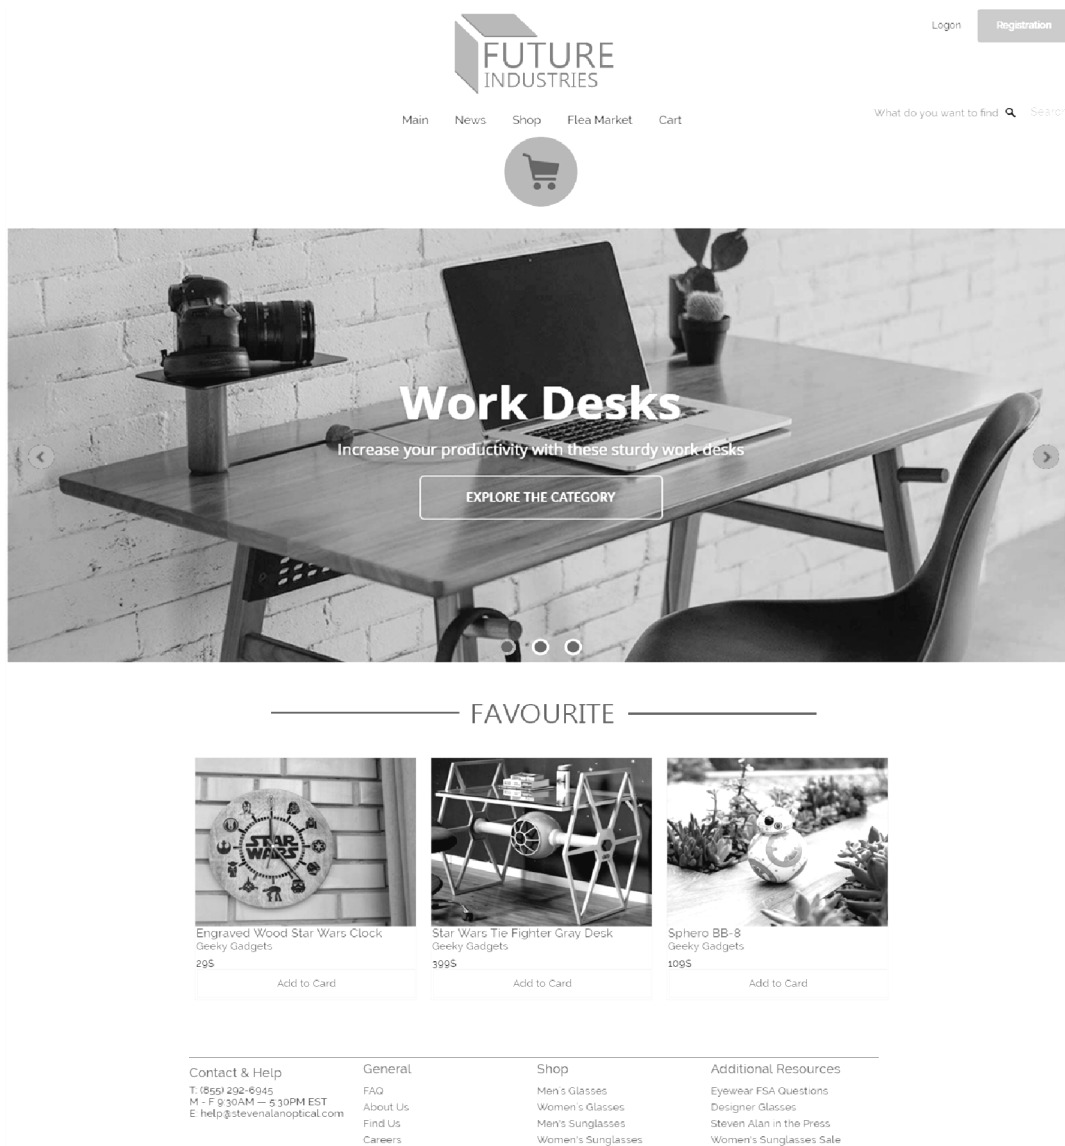 Logon
Registration
FUTURE
INDUSTRIES
Main News Shop Flea Market Cart
What do you want to find
Search
Work Desks
Increase your productivity with these sturdy work desks
EXPLORE THE CATEGORY
FAVOURITE
STAR
WARS
Engraved Wood Star Wars Clock
Geeky Gadgets
29$
Add to Card
Star Wars Tie Fighter Gray Desk
Geeky Gadgets
399$
Add to Card
Sphero BB-8
Geeky Gadgets
109$
Add to Card
Contact & Help
T: (855) 292-6945
M - F 9:30AM — 5:30PM EST
E: help@stevenalanoptical.com
General
FAQ
About Us
Find Us
Careers
Shop
Men's Glasses
Women's Glasses
Men's Sunglasses
Women's Sunglasses
Additional Resources
Eyewear FSA Questions
Designer Glasses
Steven Alan in the Press
Women's Sunglasses Sale